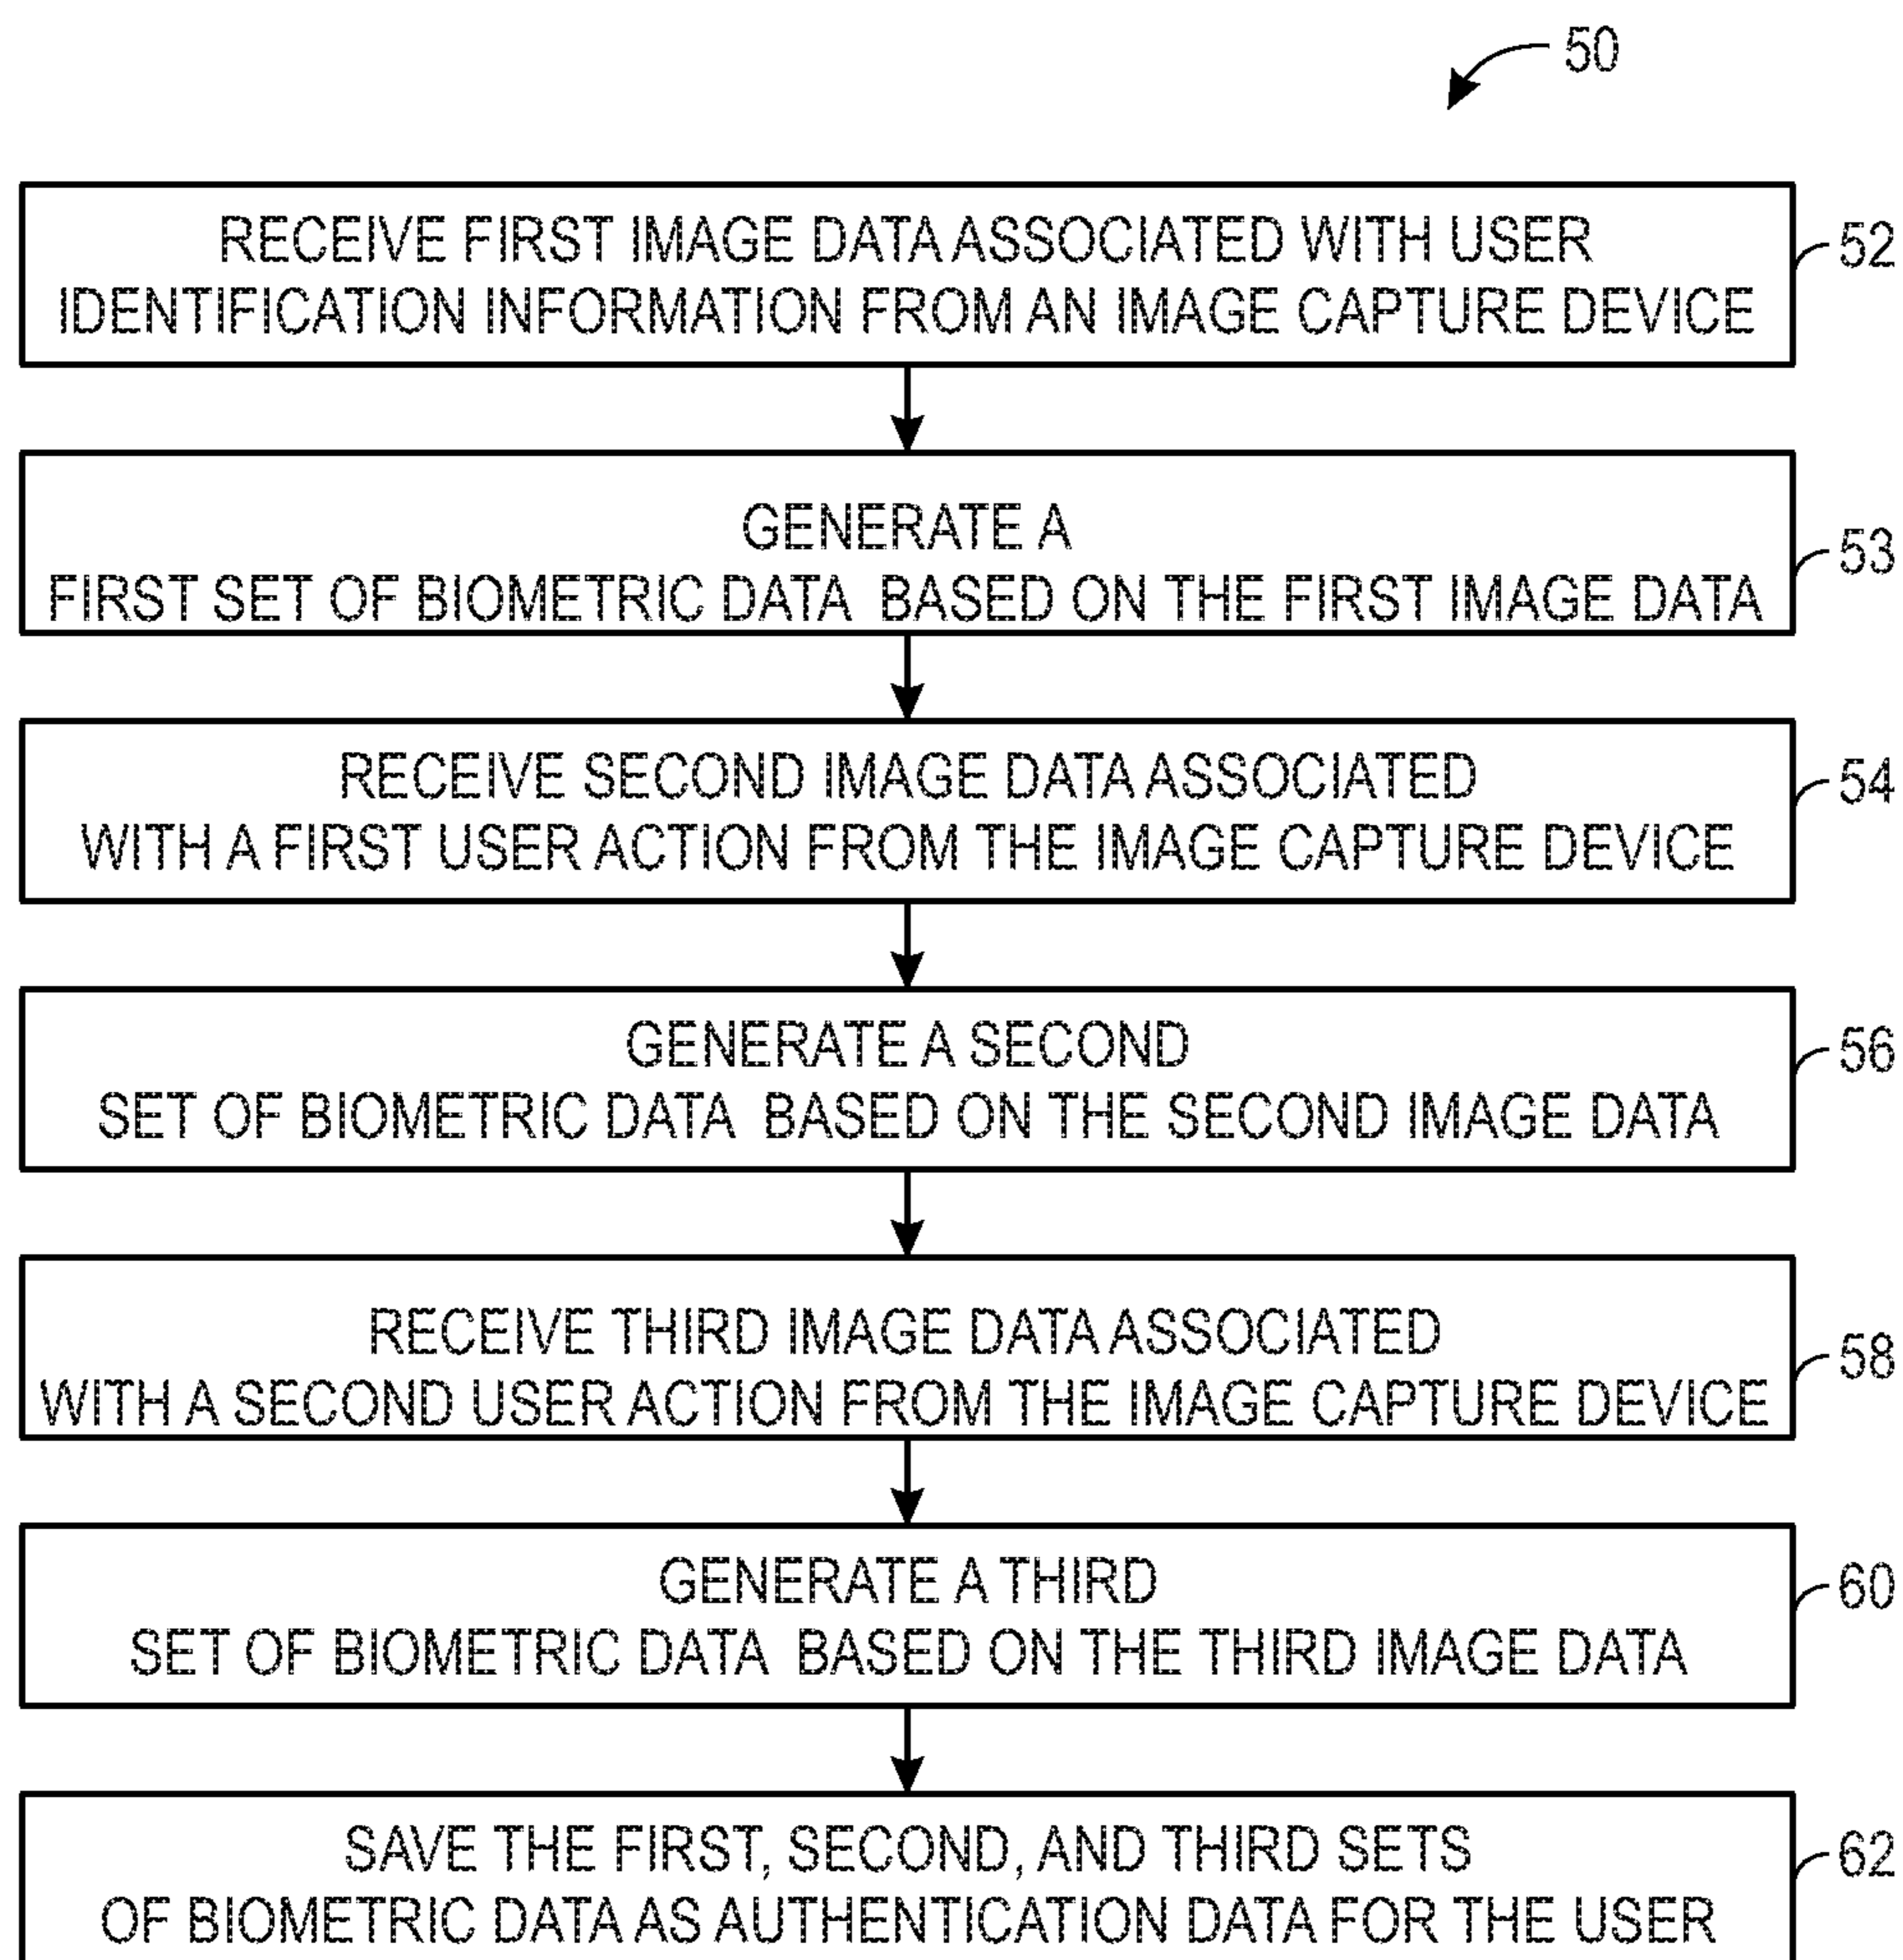 50
RECEIVE FIRST IMAGE DATA ASSOCIATED WITH USER
IDENTIFICATION INFORMATION FROM AN IMAGE CAPTURE DEVICE
52
GENERATE A
FIRST SET OF BIOMETRIC DATA BASED ON THE FIRST IMAGE DATA
53
RECEIVE SECOND IMAGE DATA ASSOCIATED
WITH A FIRST USER ACTION FROM THE IMAGE CAPTURE DEVICE
54
GENERATE A SECOND
SET OF BIOMETRIC DATA BASED ON THE SECOND IMAGE DATA
56
RECEIVE THIRD IMAGE DATA ASSOCIATED
WITH A SECOND USER ACTION FROM THE IMAGE CAPTURE DEVICE
58
GENERATE A THIRD
SET OF BIOMETRIC DATA BASED ON THE THIRD IMAGE DATA
60
SAVE THE FIRST, SECOND, AND THIRD SETS
OF BIOMETRIC DATA AS AUTHENTICATION DATA FOR THE USER
62